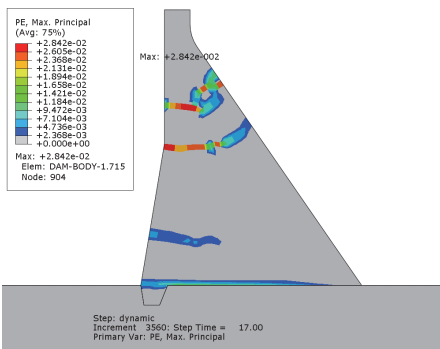 PE, Max. Principal
(Avg: 75%)
+2.842e-02
+2.605e-02
+2.368e-02
+2.131e-02
+1.894e-02
+1.658e-02
+1.421e-02
+1.184e-02
+9.472e-03
+7.104e-03
+4.736e-03
+2.368e-03
+0.000e+00
Max: +2.842e-02
Elem: DAM-BODY-1.715
Node: 904
Max: +2.842e-002
Step: dynamic
Increment 3560: Step Time = 17.00
Primary Var: PE, Max. Principal